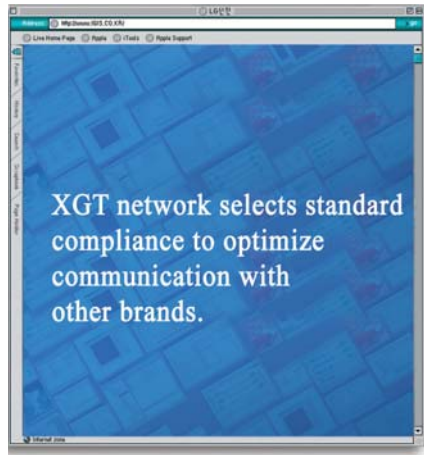 LG산전
Address
http://www.lGIS.CO.KR/
go
Live Home Page
Apple
iTools
Apple Support
Favorites
History
Search
Scrapbook
Page Holder
XGT network selects standard
compliance to optimize
communication with
other brands.
Internet zone